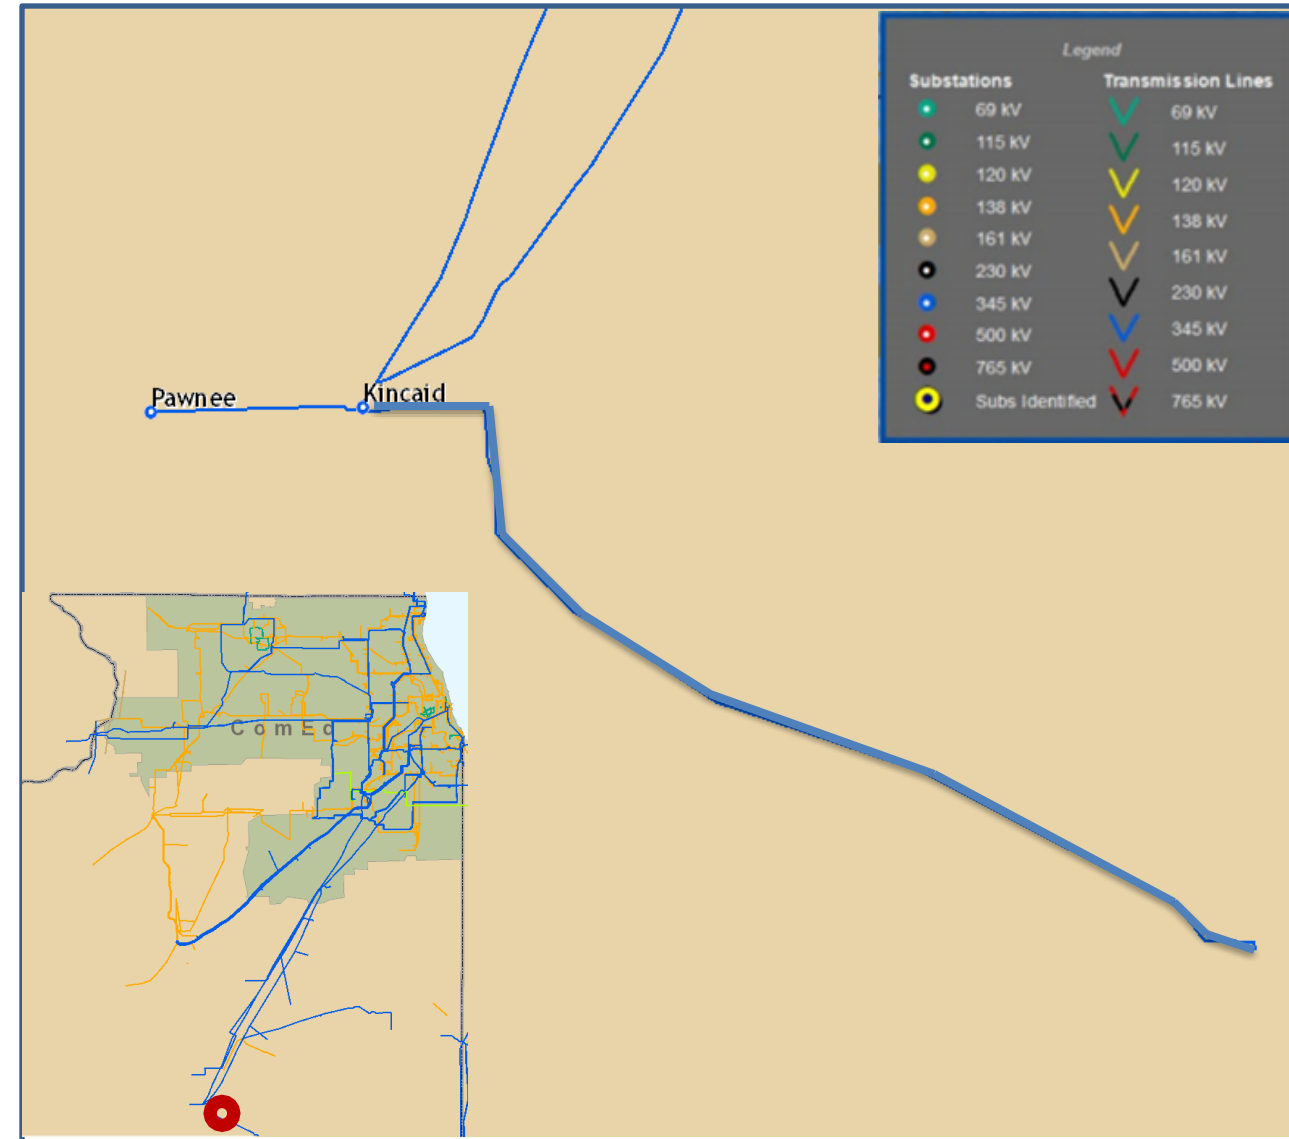 Legend
Substations Transmission Lines
69 kV 69 kV
115 kV 115 kV
120 kV 120 kV
138 kV 138 kV
161 kV 161 kV
230 kV 230 kV
345 kV 345 kV
500 kV 500 kV
765 kV 765 kV
Subs Identified
Pawnee Kincaid
ComEd